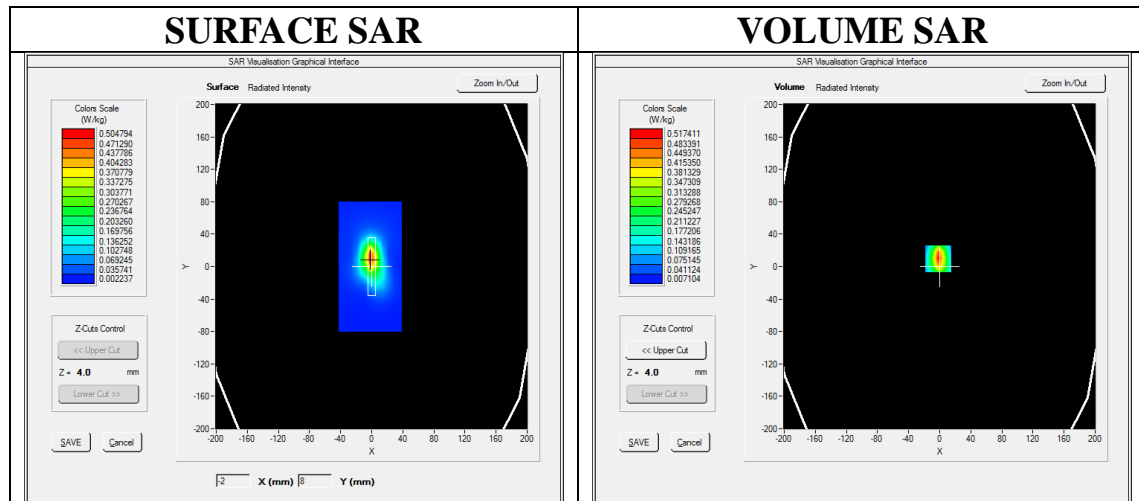 SURFACE SAR
VOLUME SAR
SAR Visualisation Graphical Interface
Surface Radiated Intensity
Zoom In/Out
Colors Scale
(W/kg)
0.504794
0.471290
0.437786
0.404283
0.370779
0.337275
0.303771
0.270267
0.236764
0.203260
0.169756
0.136252
0.102748
0.069245
0.035741
0.002237
200
160
120
80
40
0
-40
-80
-120
-160
-200
Y
-200 -160 -120 -80 -40 0 40 80 120 160 200
X
Z-Cuts Control
<< Upper Cut
Z = 4.0 mm
Lower Cut >>
SAVE Cancel
-2 X (mm) 8 Y (mm)
SAR Visualisation Graphical Interface
Volume Radiated Intensity
Zoom In/Out
Colors Scale
(W/kg)
0.517411
0.483391
0.449370
0.415350
0.381329
0.347309
0.313288
0.279268
0.245247
0.211227
0.177206
0.143186
0.109165
0.075145
0.041124
0.007104
200
160
120
80
40
0
-40
-80
-120
-160
-200
Y
-200 -160 -120 -80 -40 0 40 80 120 160 200
X
Z-Cuts Control
<< Upper Cut
Z = 4.0 mm
Lower Cut >>
SAVE Cancel